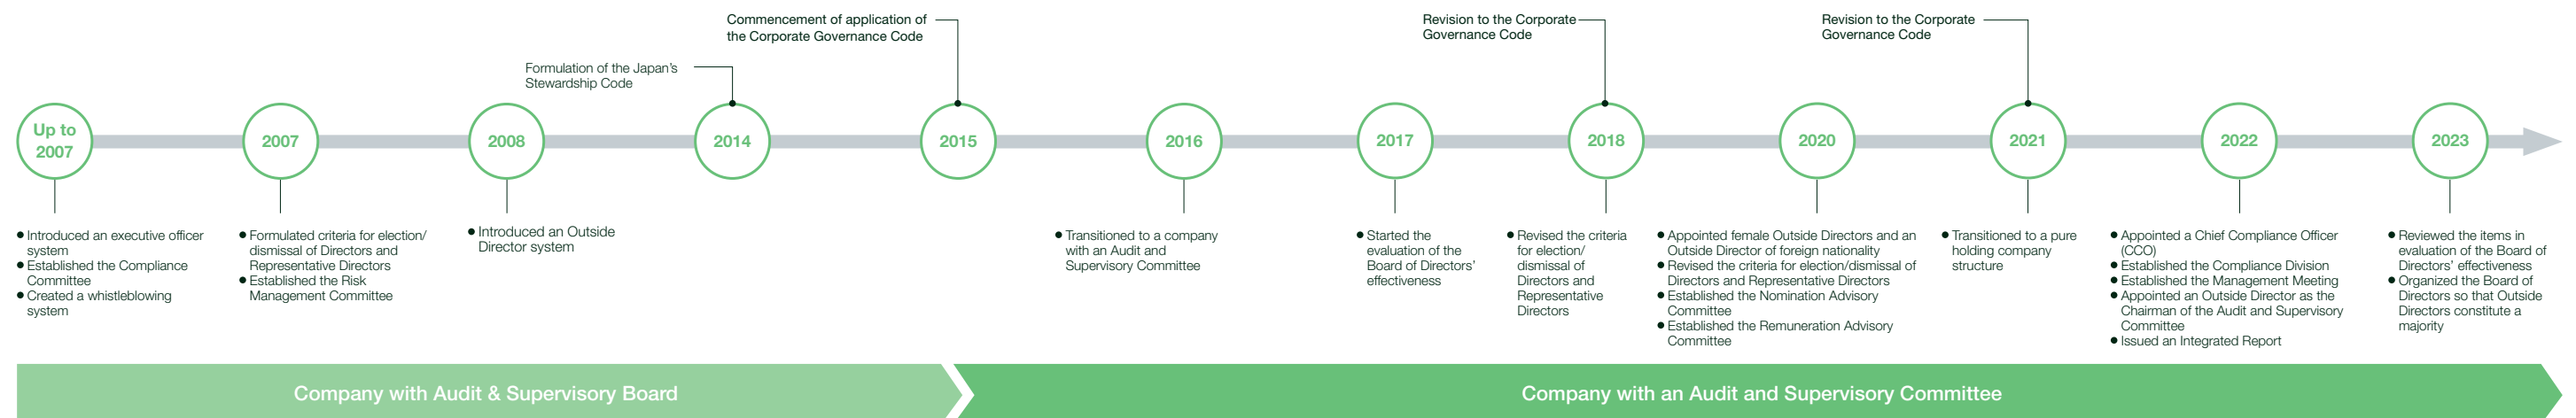 Commencement of application of
the Corporate Governance Code
Revision to the Corporate
Governance Code
Revision to the Corporate
Governance Code
Formulation of the Japan's
Stewardship Code
Up to
2007
2007
2008
2014
2015
2016
2017
2018
2020
2021
2022
2023
● Introduced an executive officer
system
● Established the Compliance
Committee
● Created a whistleblowing
system
● Formulated criteria for election/
dismissal of Directors and
Representative Directors
● Established the Risk
Management Committee
● Introduced an Outside
Director system
● Transitioned to a company
with an Audit and
Supervisory Committee
● Started the
evaluation of the
Board of Directors'
effectiveness
● Revised the criteria
for election/
dismissal of
Directors and
Representative
Directors
● Appointed female Outside Directors and an
Outside Director of foreign nationality
● Revised the criteria for election/dismissal of
Directors and Representative Directors
● Established the Nomination Advisory
Committee
● Established the Remuneration Advisory
Committee
● Transitioned to a pure
holding company
structure
● Appointed a Chief Compliance Officer
(CCO)
● Established the Compliance Division
● Established the Management Meeting
● Appointed an Outside Director as the
Chairman of the Audit and Supervisory
Committee
● Issued an Integrated Report
● Reviewed the items in
evaluation of the Board of
Directors' effectiveness
● Organized the Board of
Directors so that Outside
Directors constitute a
majority
Company with Audit & Supervisory Board
Company with an Audit and Supervisory Committee